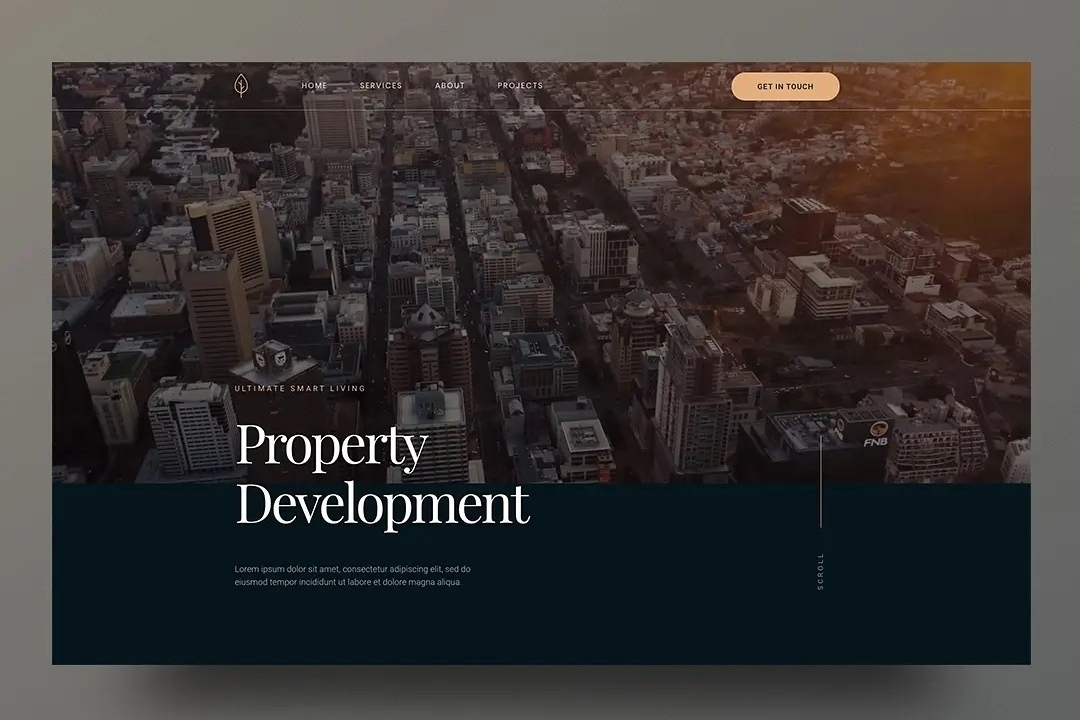 HOME
SERVICES
ABOUT
PROJECTS
GET IN TOUCH
ULTIMATE SMART LIVING
Property
Development
FNB
Lorem ipsum dolor sit amet, consectetur adipiscing elit, sed do
eiusmod tempor incididunt ut labore et dolore magna aliqua.
SCROLL